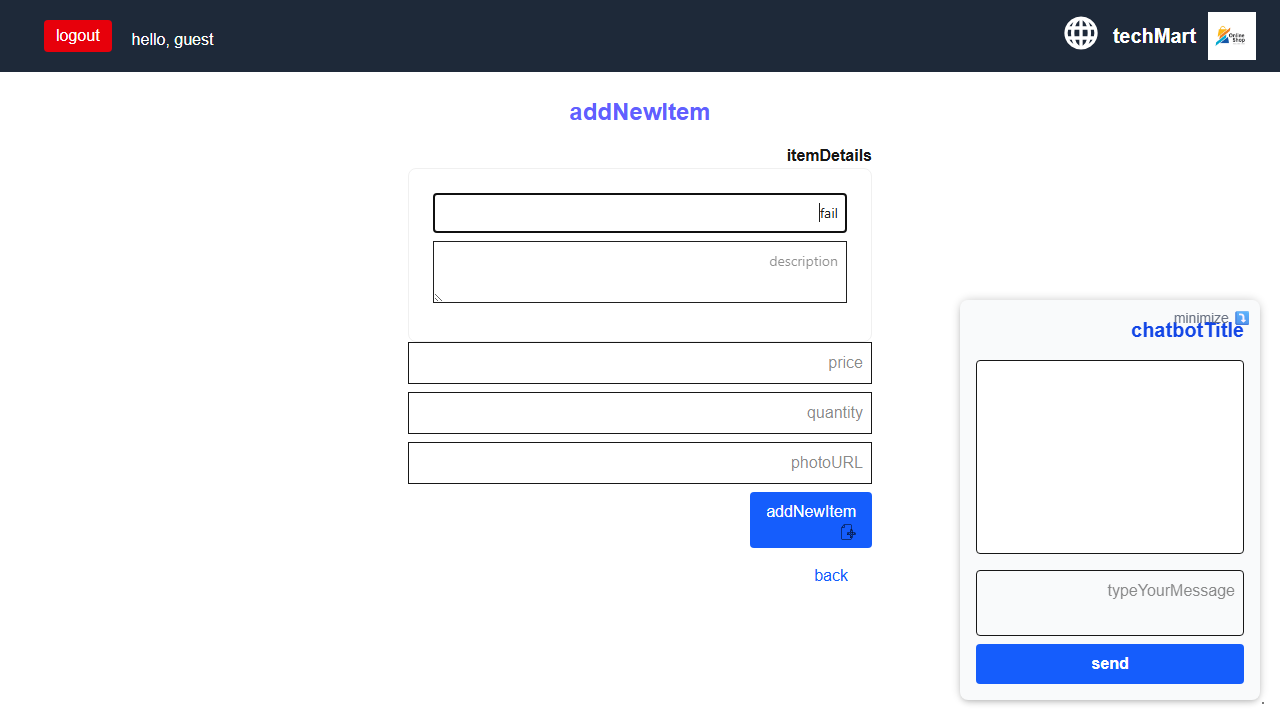 logout
hello, guest
techMart
Online Shop
addNewItem
itemDetails
fail
description
price
quantity
photoURL
addNewItem
back
minimize
chatbotTitle
typeYourMessage
send
.